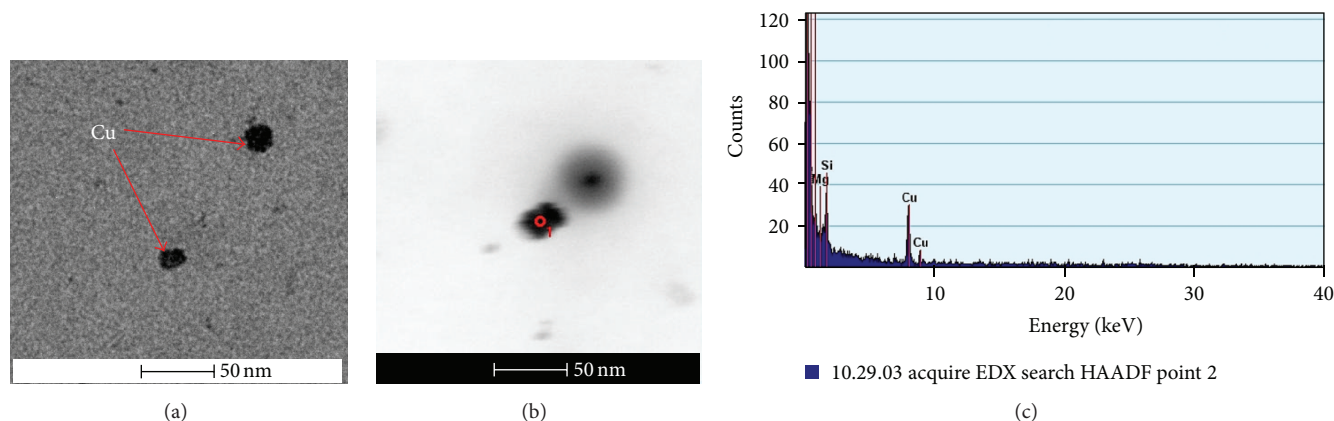 Cu
50 nm
(a)
1
50 nm
(b)
Counts
120
100
80
60
40
20
Si
Mg
Cu
Cu
10
20
30
40
Energy (keV)
10.29.03 acquire EDX search HAADF point 2
(c)